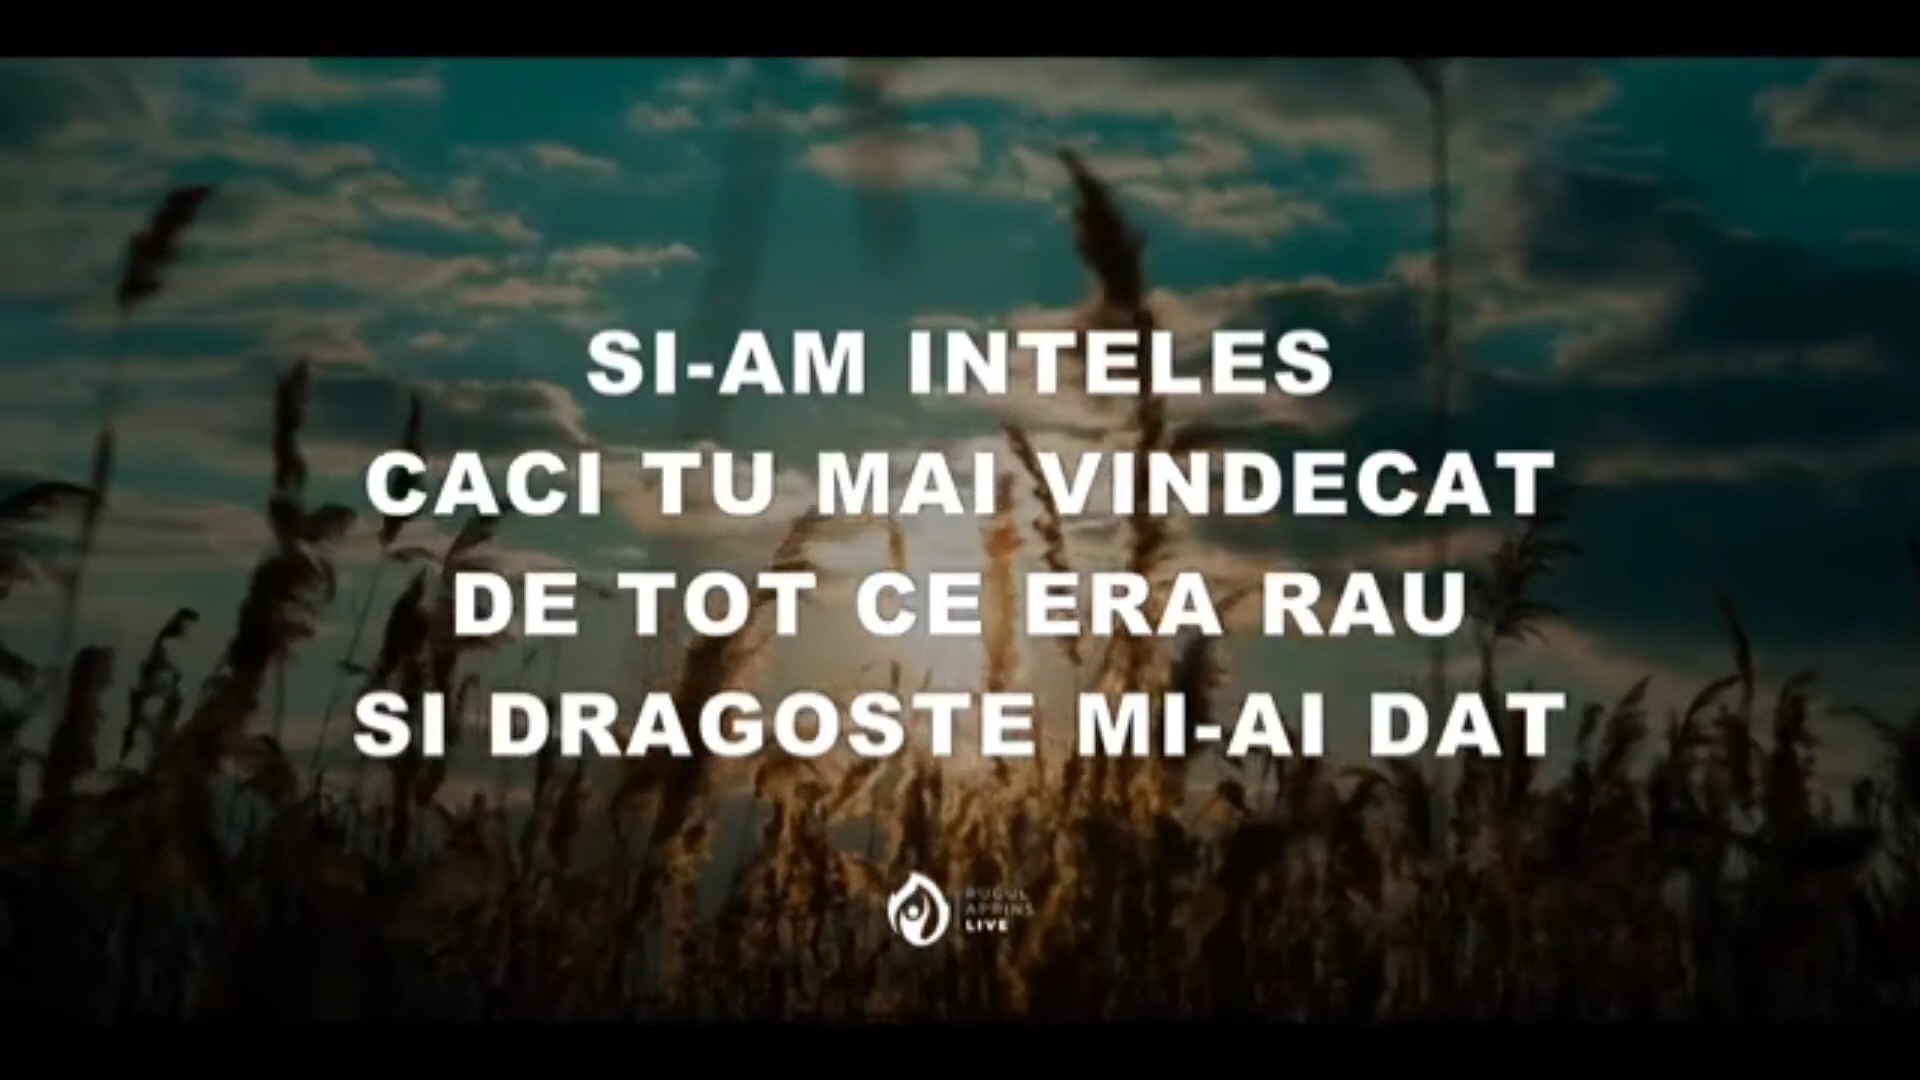 SI-AM INTELES
CACI TU MAI VINDECAT
DE TOT CE ERA RAU
SI DRAGOSTE MI-AI DAT
RUGUL
APRINS
LIVE